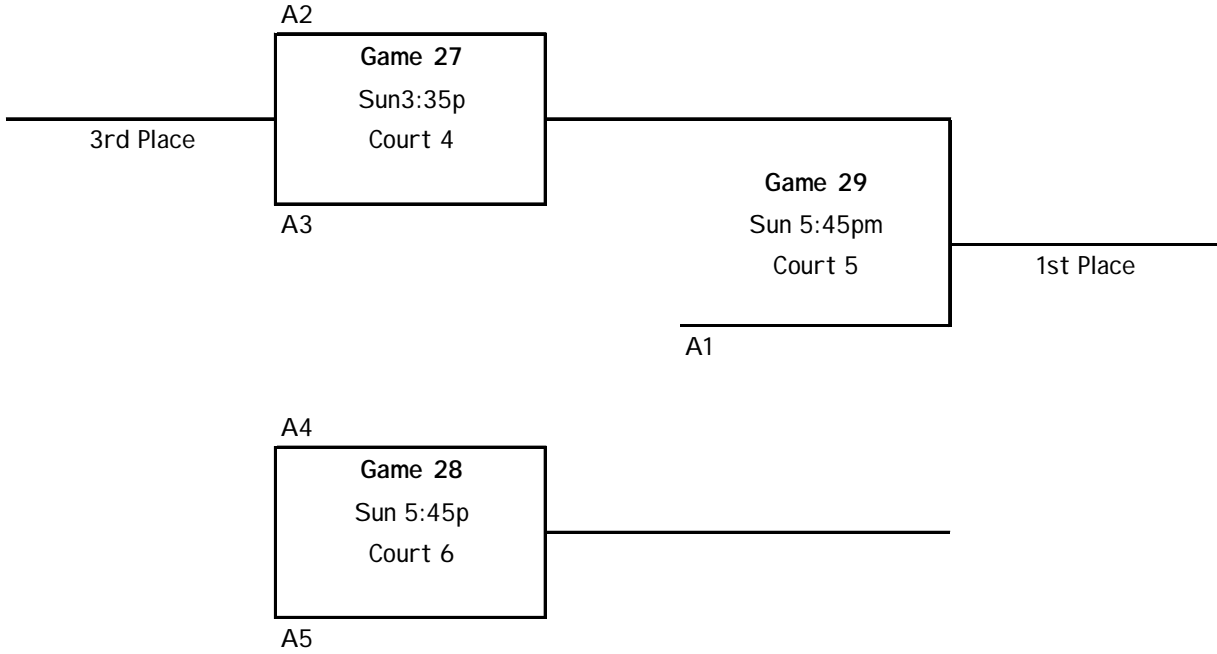 A2
Game 27
Sun3:35p
Court 4
3rd Place
A3
Game 29
Sun 5:45pm
Court 5
1st Place
A1
A4
Game 28
Sun 5:45p
Court 6
A5